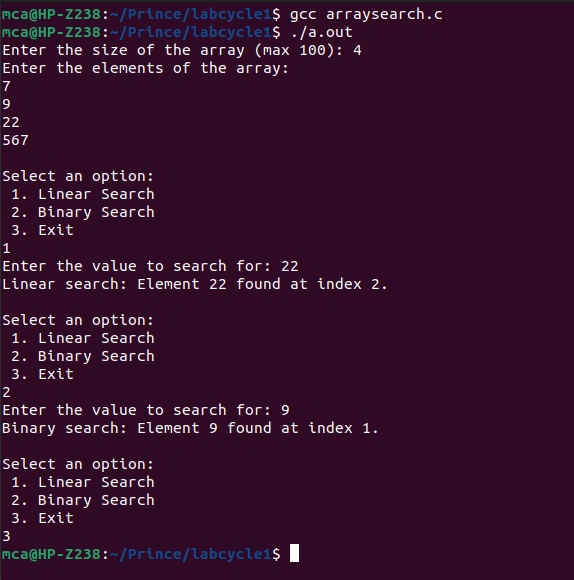 mca@HP-Z238:~/Prince/labcycle1$ gcc arraysearch.c
mca@HP-Z238:~/Prince/labcycle1$ ./a.out
Enter the size of the array (max 100): 4
Enter the elements of the array:
7
9
22
567

Select an option:
 1. Linear Search
 2. Binary Search
 3. Exit
1
Enter the value to search for: 22
Linear search: Element 22 found at index 2.

Select an option:
 1. Linear Search
 2. Binary Search
 3. Exit
2
Enter the value to search for: 9
Binary search: Element 9 found at index 1.

Select an option:
 1. Linear Search
 2. Binary Search
 3. Exit
3
mca@HP-Z238:~/Prince/labcycle1$